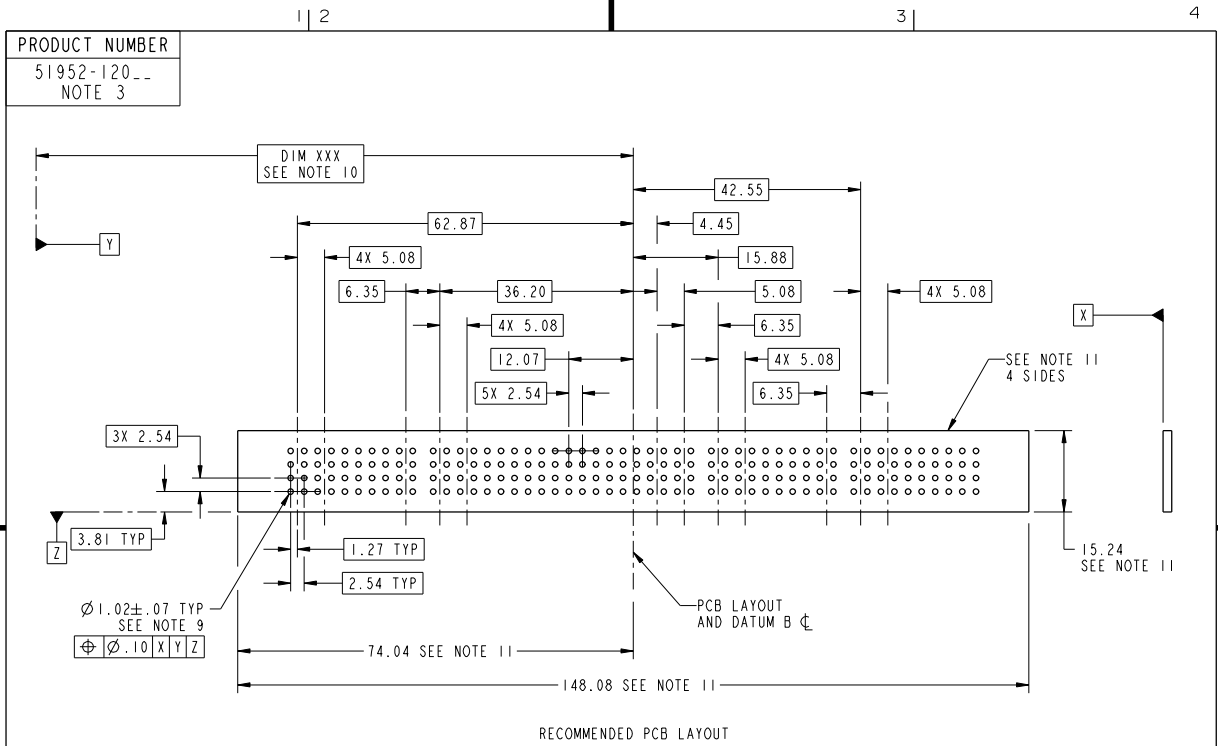 1 2 3 4
PRODUCT NUMBER
51952-120__
NOTE 3
DIM XXX
SEE NOTE 10
42.55
62.87
4.45
Y
4X 5.08
15.88
6.35
36.20
5.08
4X 5.08
X
4X 5.08
6.35
12.07
4X 5.08
SEE NOTE 11
4 SIDES
5X 2.54
6.35
3X 2.54
3.81 TYP
Z
1.27 TYP
15.24
SEE NOTE 11
2.54 TYP
Ø1.02±.07 TYP
SEE NOTE 9
⌖ Ø.10 X Y Z
PCB LAYOUT
AND DATUM B ℄
74.04 SEE NOTE 11
148.08 SEE NOTE 11
RECOMMENDED PCB LAYOUT